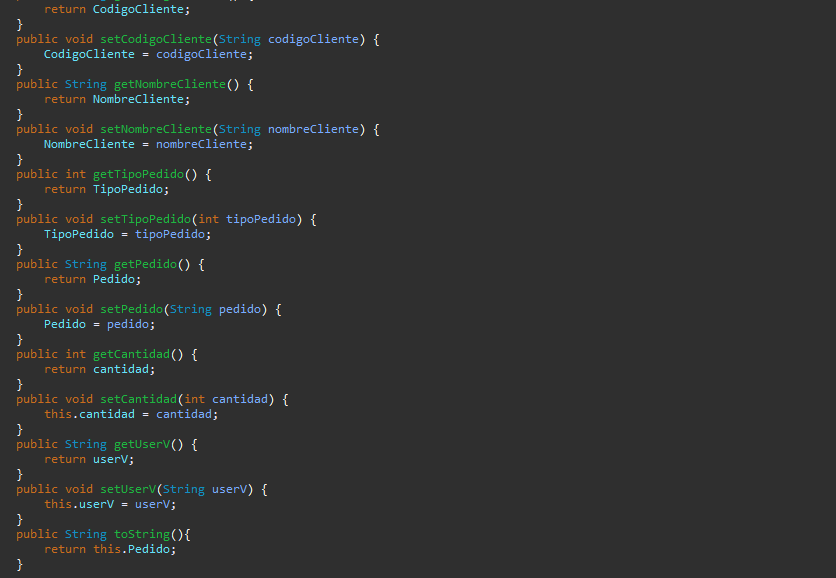 return CodigoCliente;
}
public void setCodigoCliente(String codigoCliente) {
CodigoCliente = codigoCliente;
}
public String getNombreCliente() {
return NombreCliente;
}
public void setNombreCliente(String nombreCliente) {
NombreCliente = nombreCliente;
}
public int getTipoPedido() {
return TipoPedido;
}
public void setTipoPedido(int tipoPedido) {
TipoPedido = tipoPedido;
}
public String getPedido() {
return Pedido;
}
public void setPedido(String pedido) {
Pedido = pedido;
}
public int getCantidad() {
return cantidad;
}
public void setCantidad(int cantidad) {
this.cantidad = cantidad;
}
public String getUserV() {
return userV;
}
public void setUserV(String userV) {
this.userV = userV;
}
public String toString(){
return this.Pedido;
}